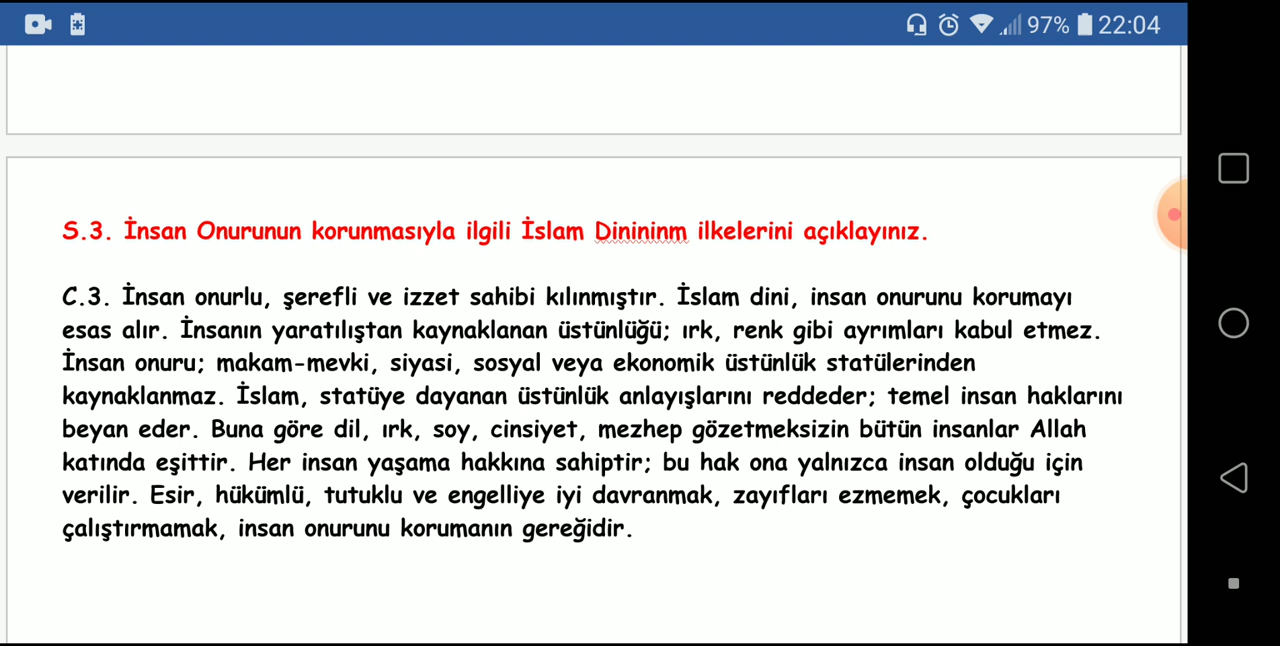 97% 22:04
S.3. İnsan Onurunun korunmasıyla ilgili İslam Dinininm ilkelerini açıklayınız.
C.3. İnsan onurlu, şerefli ve izzet sahibi kılınmıştır. İslam dini, insan onurunu korumayı
esas alır. İnsanın yaratılıştan kaynaklanan üstünlüğü; ırk, renk gibi ayrımları kabul etmez.
İnsan onuru; makam-mevki, siyasi, sosyal veya ekonomik üstünlük statülerinden
kaynaklanmaz. İslam, statüye dayanan üstünlük anlayışlarını reddeder; temel insan haklarını
beyan eder. Buna göre dil, ırk, soy, cinsiyet, mezhep gözetmeksizin bütün insanlar Allah
katında eşittir. Her insan yaşama hakkına sahiptir; bu hak ona yalnızca insan olduğu için
verilir. Esir, hükümlü, tutuklu ve engelliye iyi davranmak, zayıfları ezmemek, çocukları
çalıştırmamak, insan onurunu korumanın gereğidir.